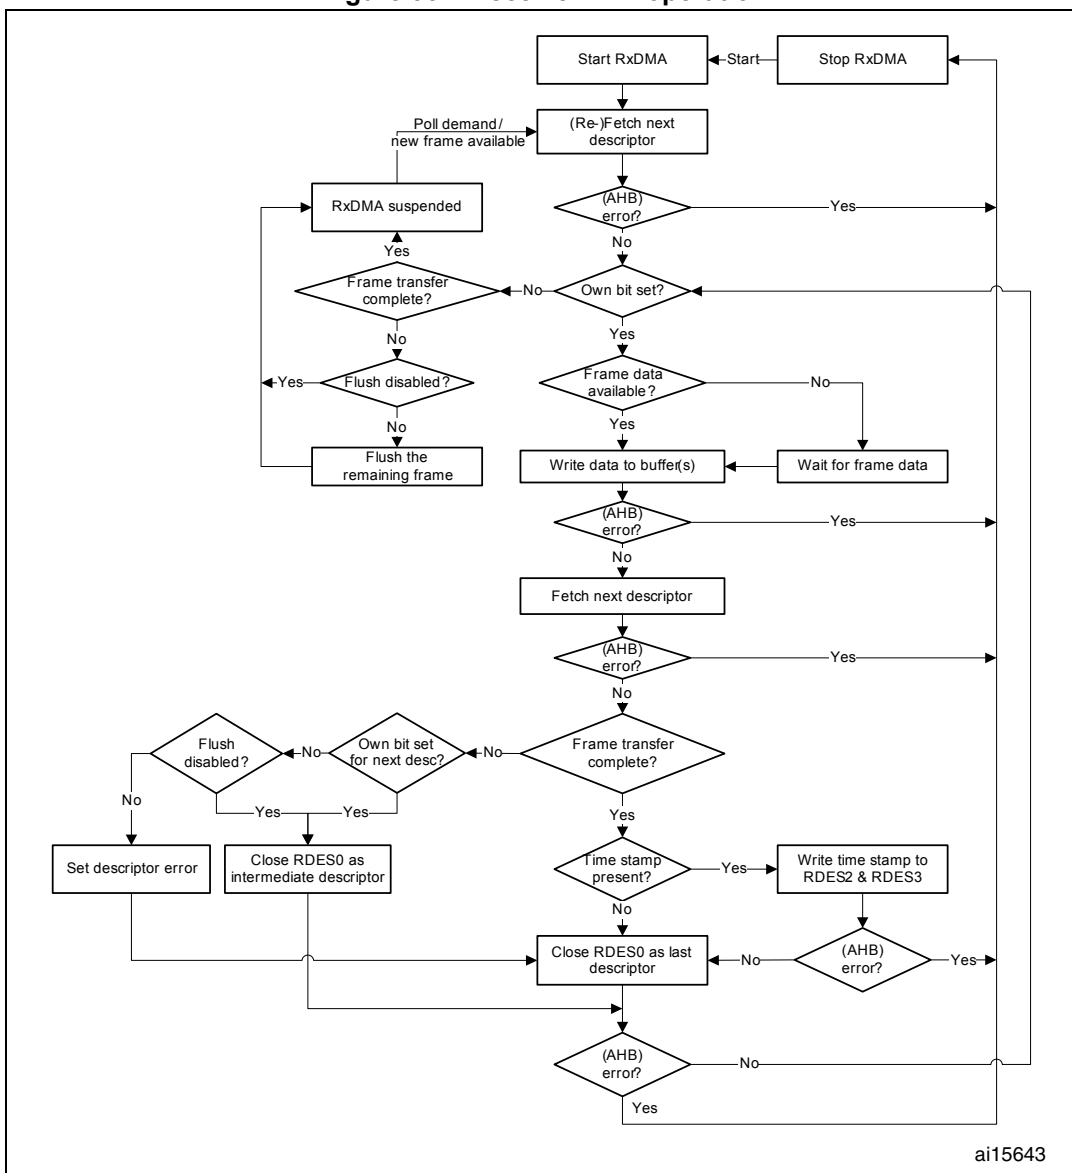 Start RxDMA
Start
Stop RxDMA
Poll demand /
new frame available
(Re-)Fetch next
descriptor
RxDMA suspended
(AHB)
error?
Yes
No
Yes
Frame transfer
complete?
No
Own bit set?
No
Yes
Yes
Flush disabled?
Frame data
available?
No
No
Yes
Flush the
remaining frame
Write data to buffer(s)
Wait for frame data
(AHB)
error?
Yes
No
Fetch next descriptor
(AHB)
error?
Yes
No
Flush
disabled?
No
Own bit set
for next desc?
No
Frame transfer
complete?
No
Yes
Yes
Yes
Set descriptor error
Close RDES0 as
intermediate descriptor
Time stamp
present?
Yes
Write time stamp to
RDES2 & RDES3
No
Close RDES0 as last
descriptor
No
(AHB)
error?
Yes
(AHB)
error?
No
Yes
ai15643